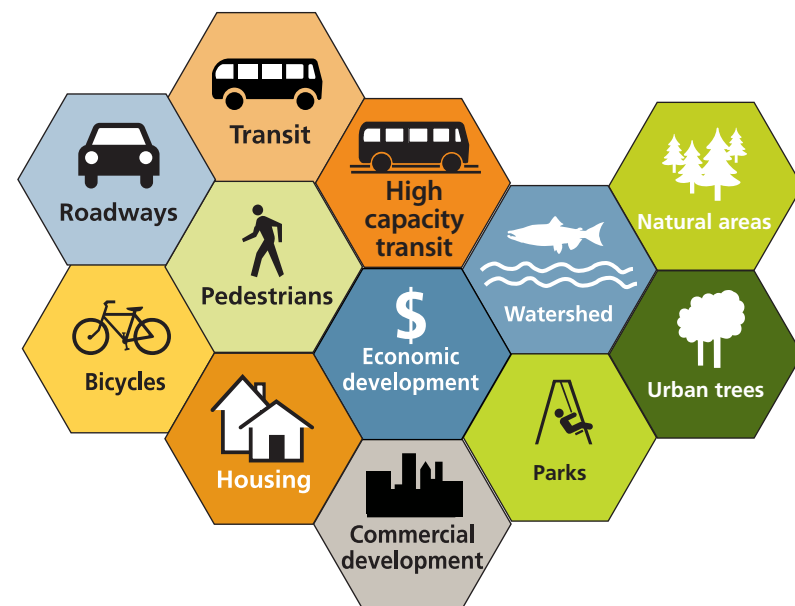 Transit
Roadways
High
capacity
transit
Natural areas
Pedestrians
Watershed
$
Economic
development
Bicycles
Urban trees
Housing
Parks
Commercial
development